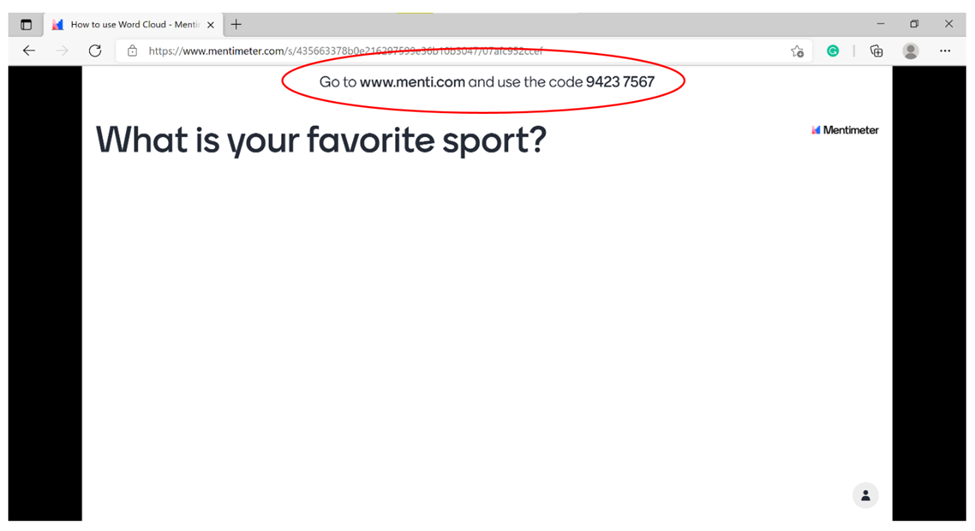 How to use Word Cloud - Menti
https://www.mentimeter.com/s/
Go to www.menti.com and use the code 9423 7567
What is your favorite sport?
Mentimeter